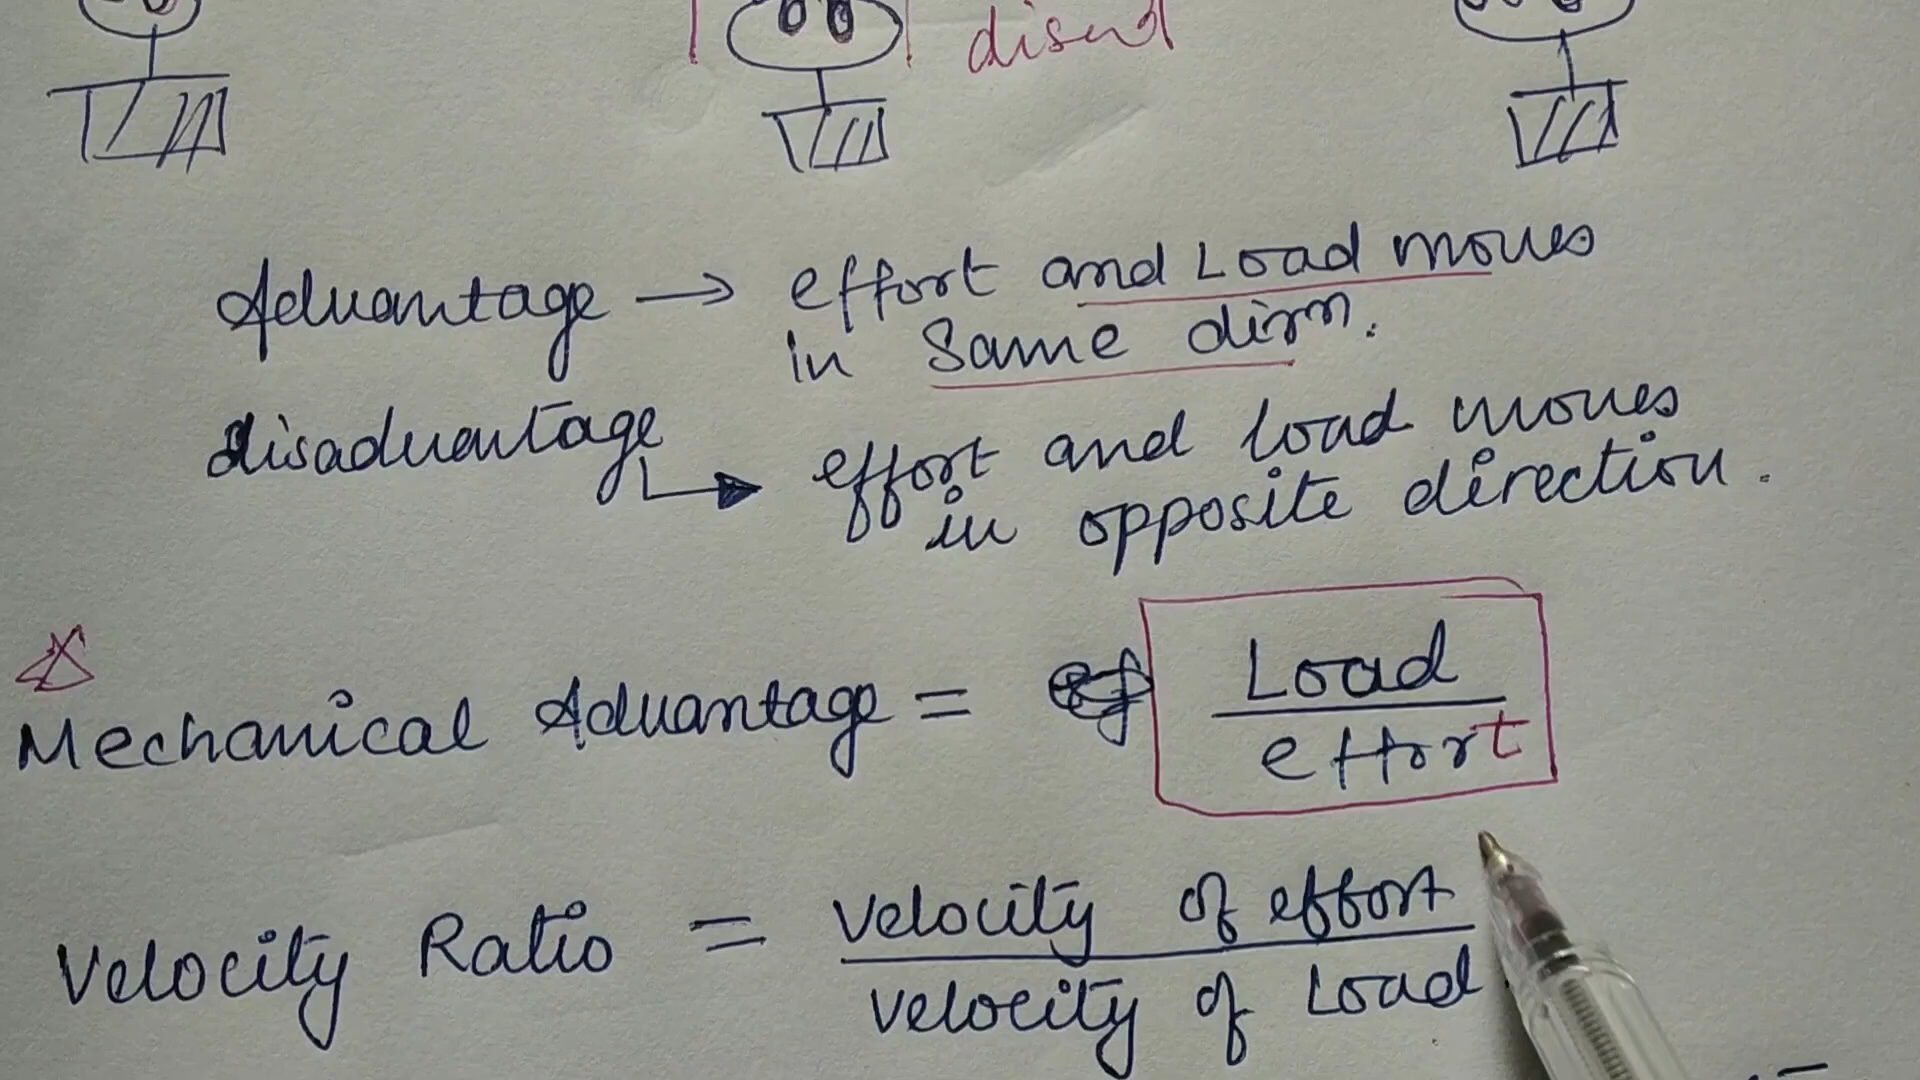 disad
Advantage → effort and Load moves
in Same dirn.
disadvantage
↳ effort and load moves
in opposite direction.
Mechanical Advantage = Load
effort
Velocity Ratio = Velocity of effort
Velocity of Load